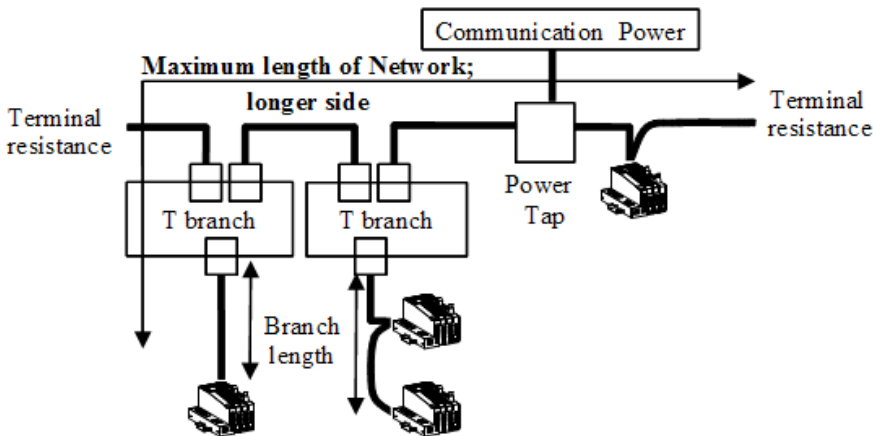 Communication Power
Maximum length of Network;
longer side
Terminal
resistance
Terminal
resistance
T branch
T branch
Power
Tap
Branch
length